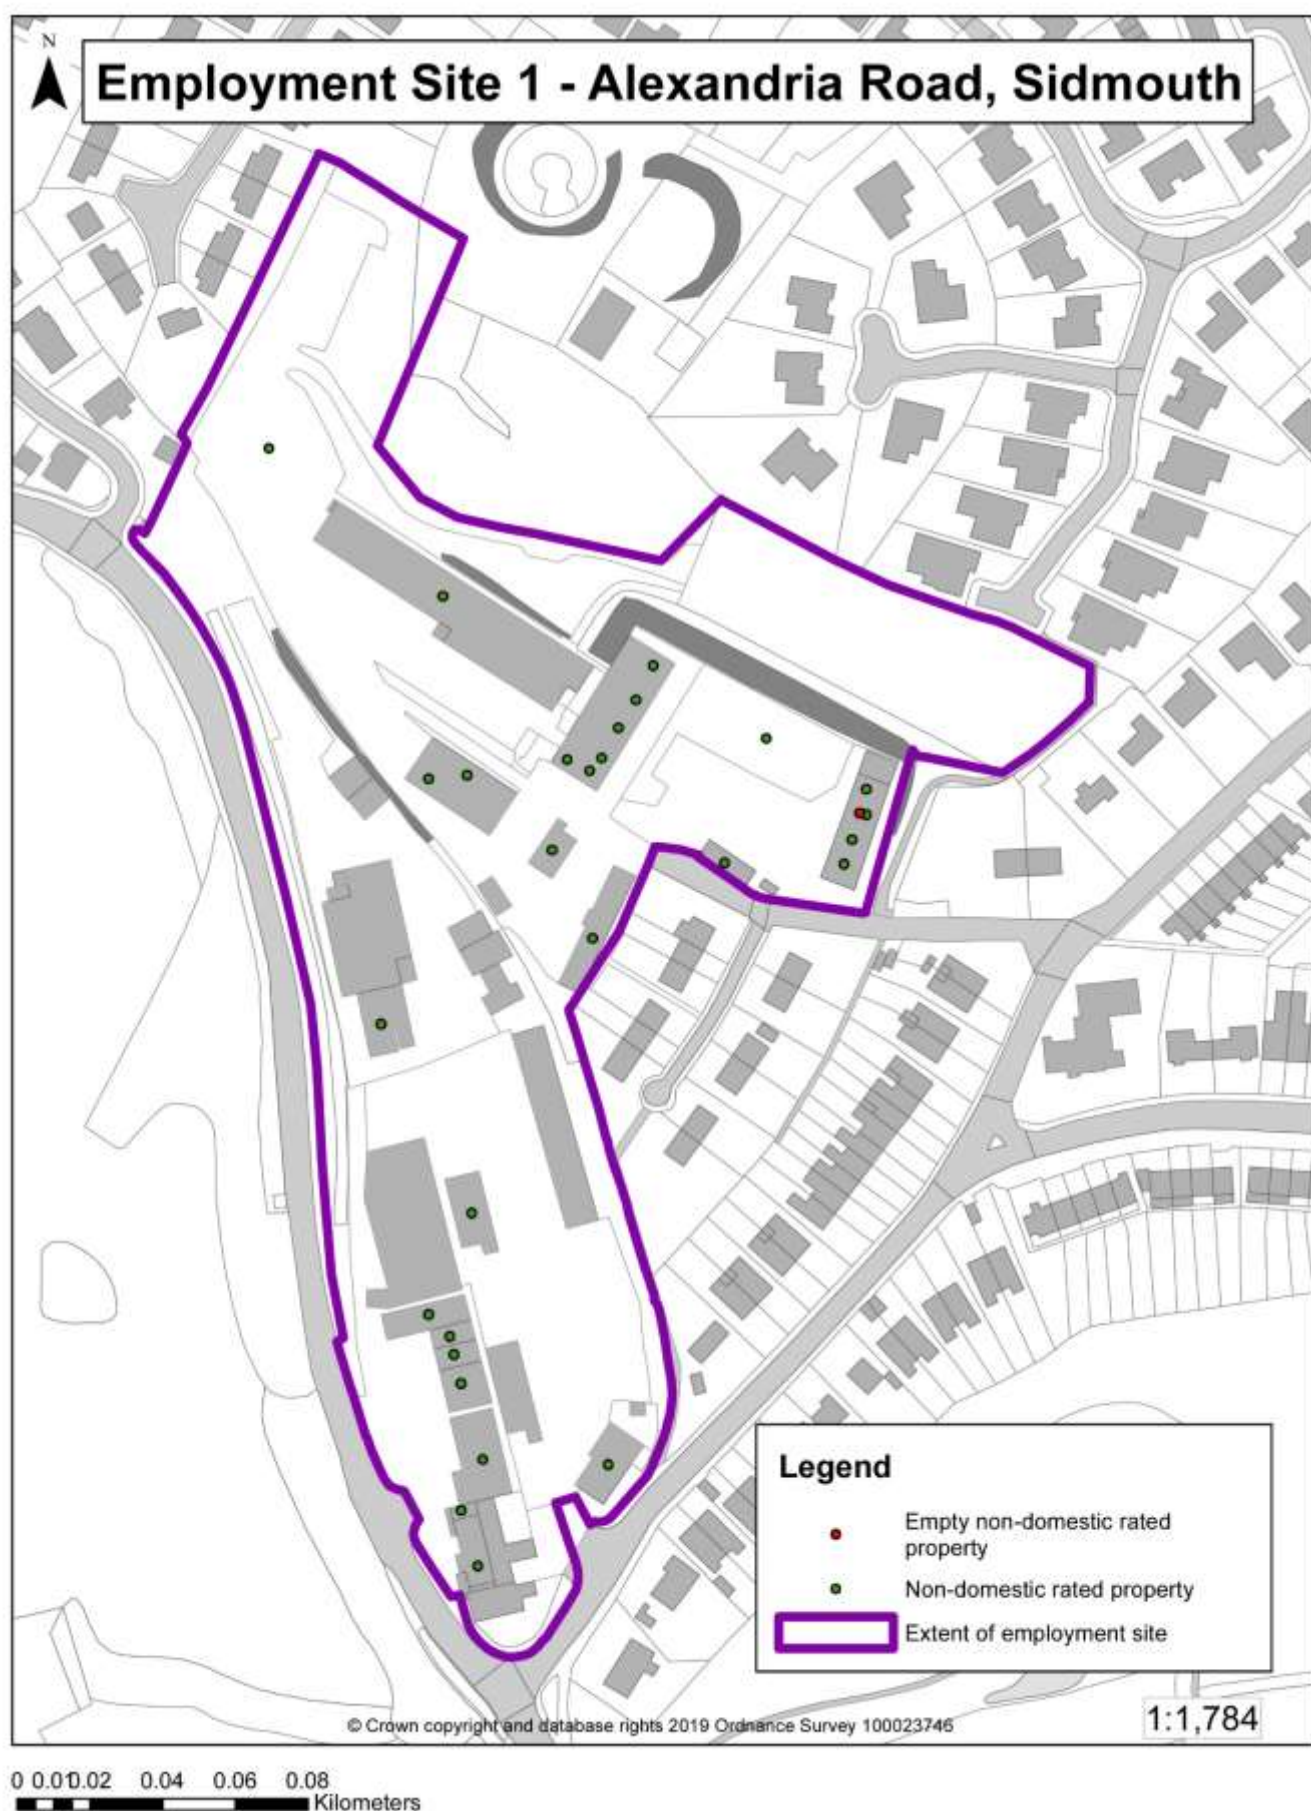 N
Employment Site 1 - Alexandria Road, Sidmouth
Legend
Empty non-domestic rated
property
Non-domestic rated property
Extent of employment site
© Crown copyright and database rights 2019 Ordnance Survey 100023746
1:1,784
0 0.010.02 0.04 0.06 0.08
Kilometers